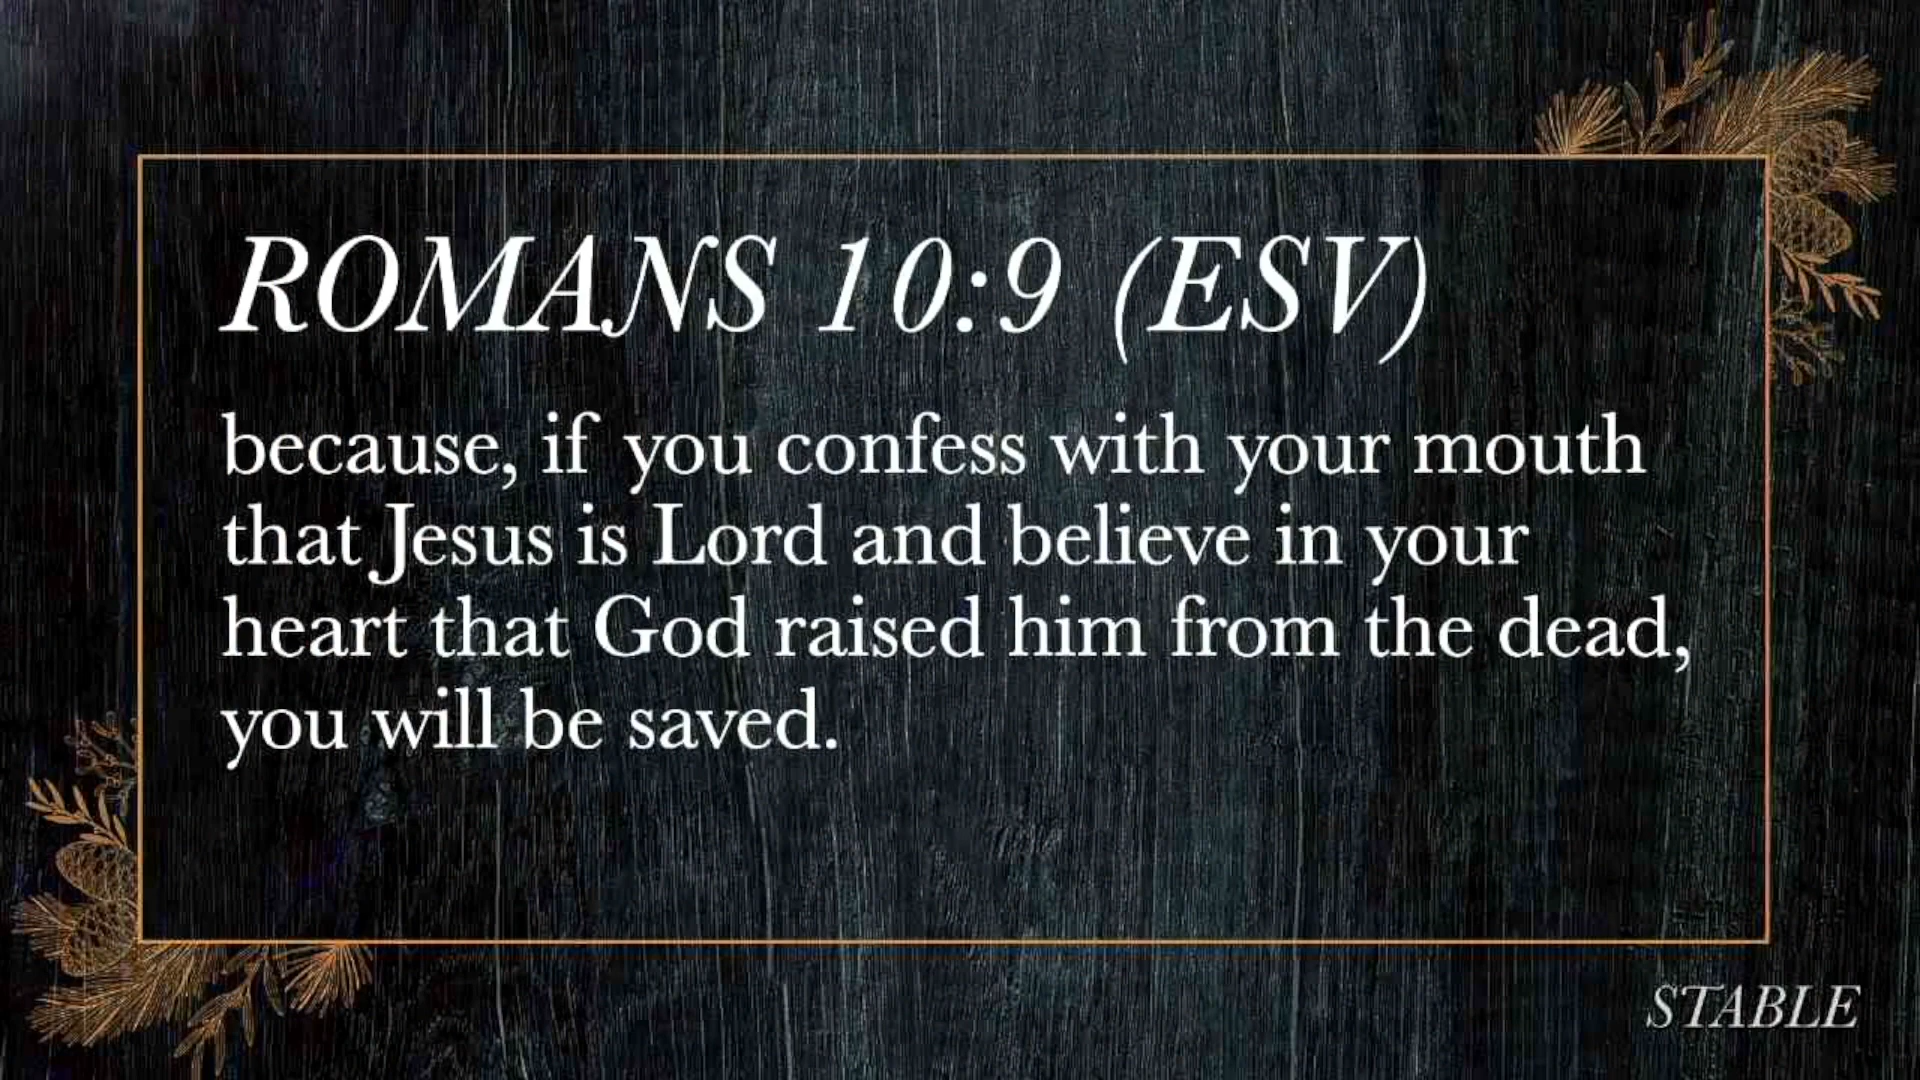 ROMANS 10:9 (ESV)
because, if you confess with your mouth
that Jesus is Lord and believe in your
heart that God raised him from the dead,
you will be saved.
STABLE